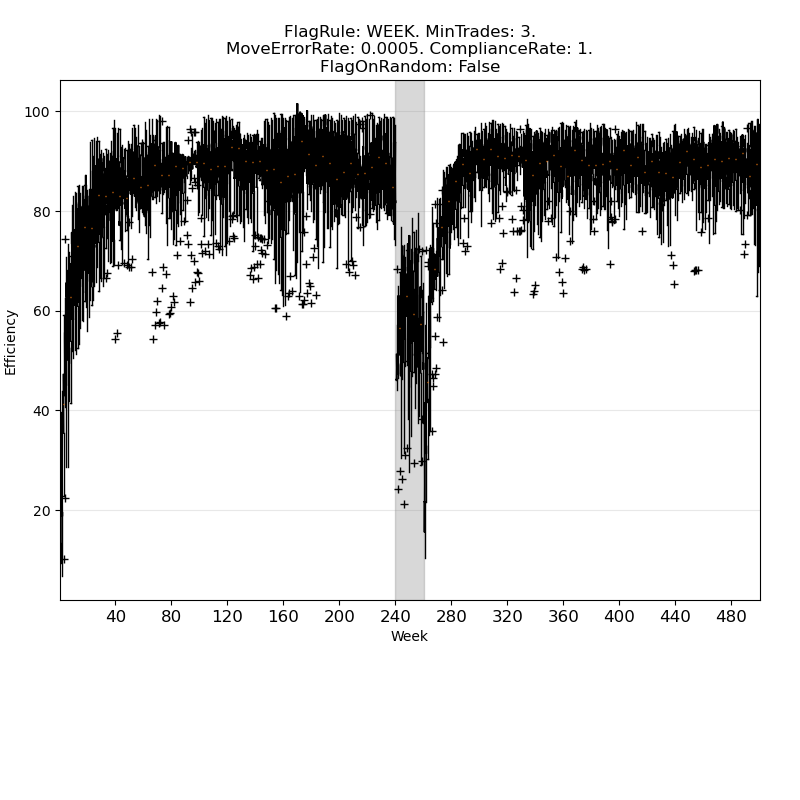 FlagRule: WEEK. MinTrades: 3.
MoveErrorRate: 0.0005. ComplianceRate: 1.
FlagOnRandom: False
100
80
60
40
20
Efficiency
40 80 120 160 200 240 280 320 360 400 440 480
Week